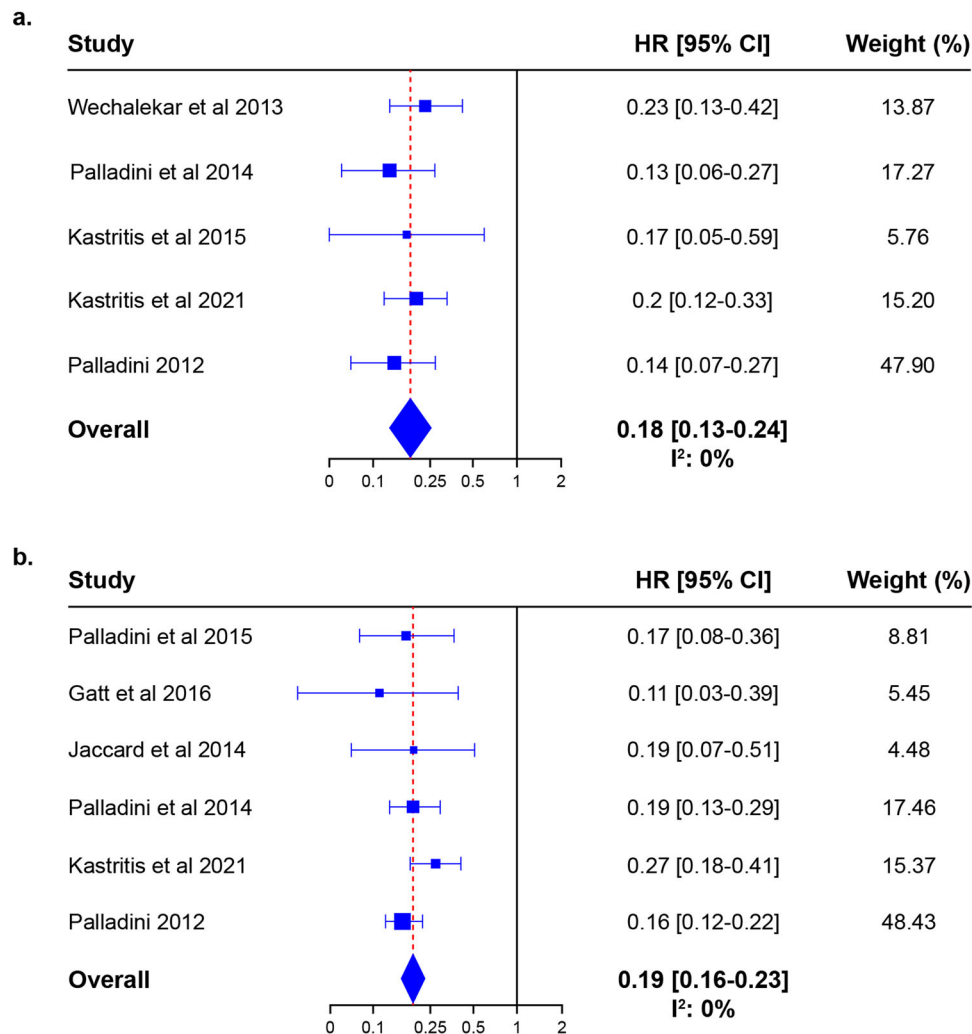 a.
Study HR [95% CI] Weight (%)
Wechalekar et al 2013 0.23 [0.13-0.42] 13.87
Palladini et al 2014 0.13 [0.06-0.27] 17.27
Kastritis et al 2015 0.17 [0.05-0.59] 5.76
Kastritis et al 2021 0.2 [0.12-0.33] 15.20
Palladini 2012 0.14 [0.07-0.27] 47.90
Overall 0.18 [0.13-0.24]
I²: 0%
0 0.1 0.25 0.5 1 2
b.
Study HR [95% CI] Weight (%)
Palladini et al 2015 0.17 [0.08-0.36] 8.81
Gatt et al 2016 0.11 [0.03-0.39] 5.45
Jaccard et al 2014 0.19 [0.07-0.51] 4.48
Palladini et al 2014 0.19 [0.13-0.29] 17.46
Kastritis et al 2021 0.27 [0.18-0.41] 15.37
Palladini 2012 0.16 [0.12-0.22] 48.43
Overall 0.19 [0.16-0.23]
I²: 0%
0 0.1 0.25 0.5 1 2